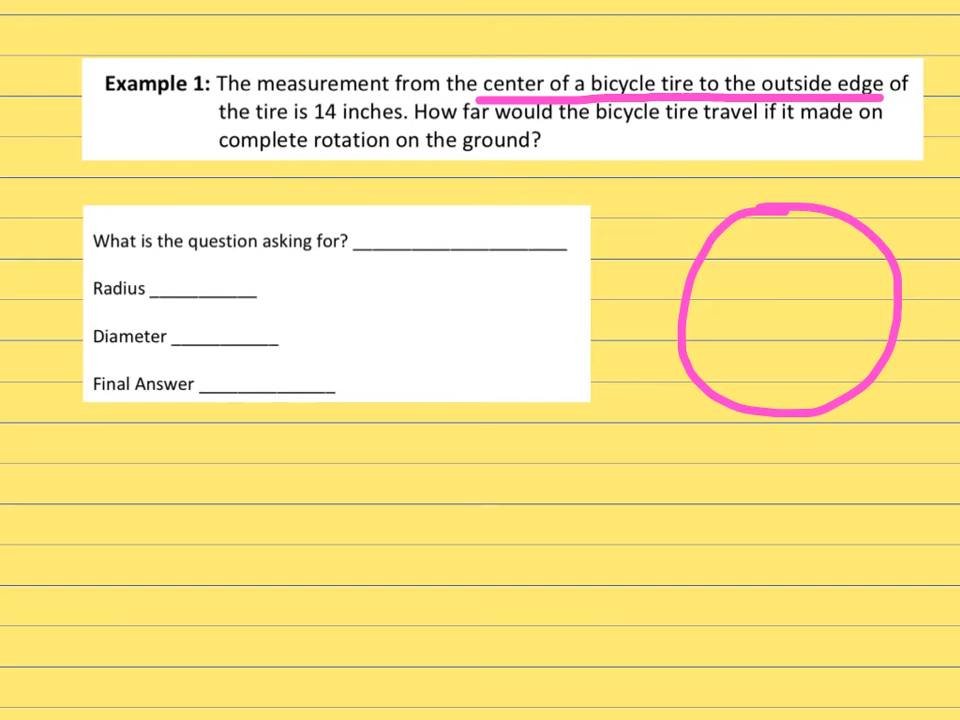 Example 1: The measurement from the center of a bicycle tire to the outside edge of
the tire is 14 inches. How far would the bicycle tire travel if it made on
complete rotation on the ground?
What is the question asking for? ______________________
Radius ___________
Diameter ___________
Final Answer ______________